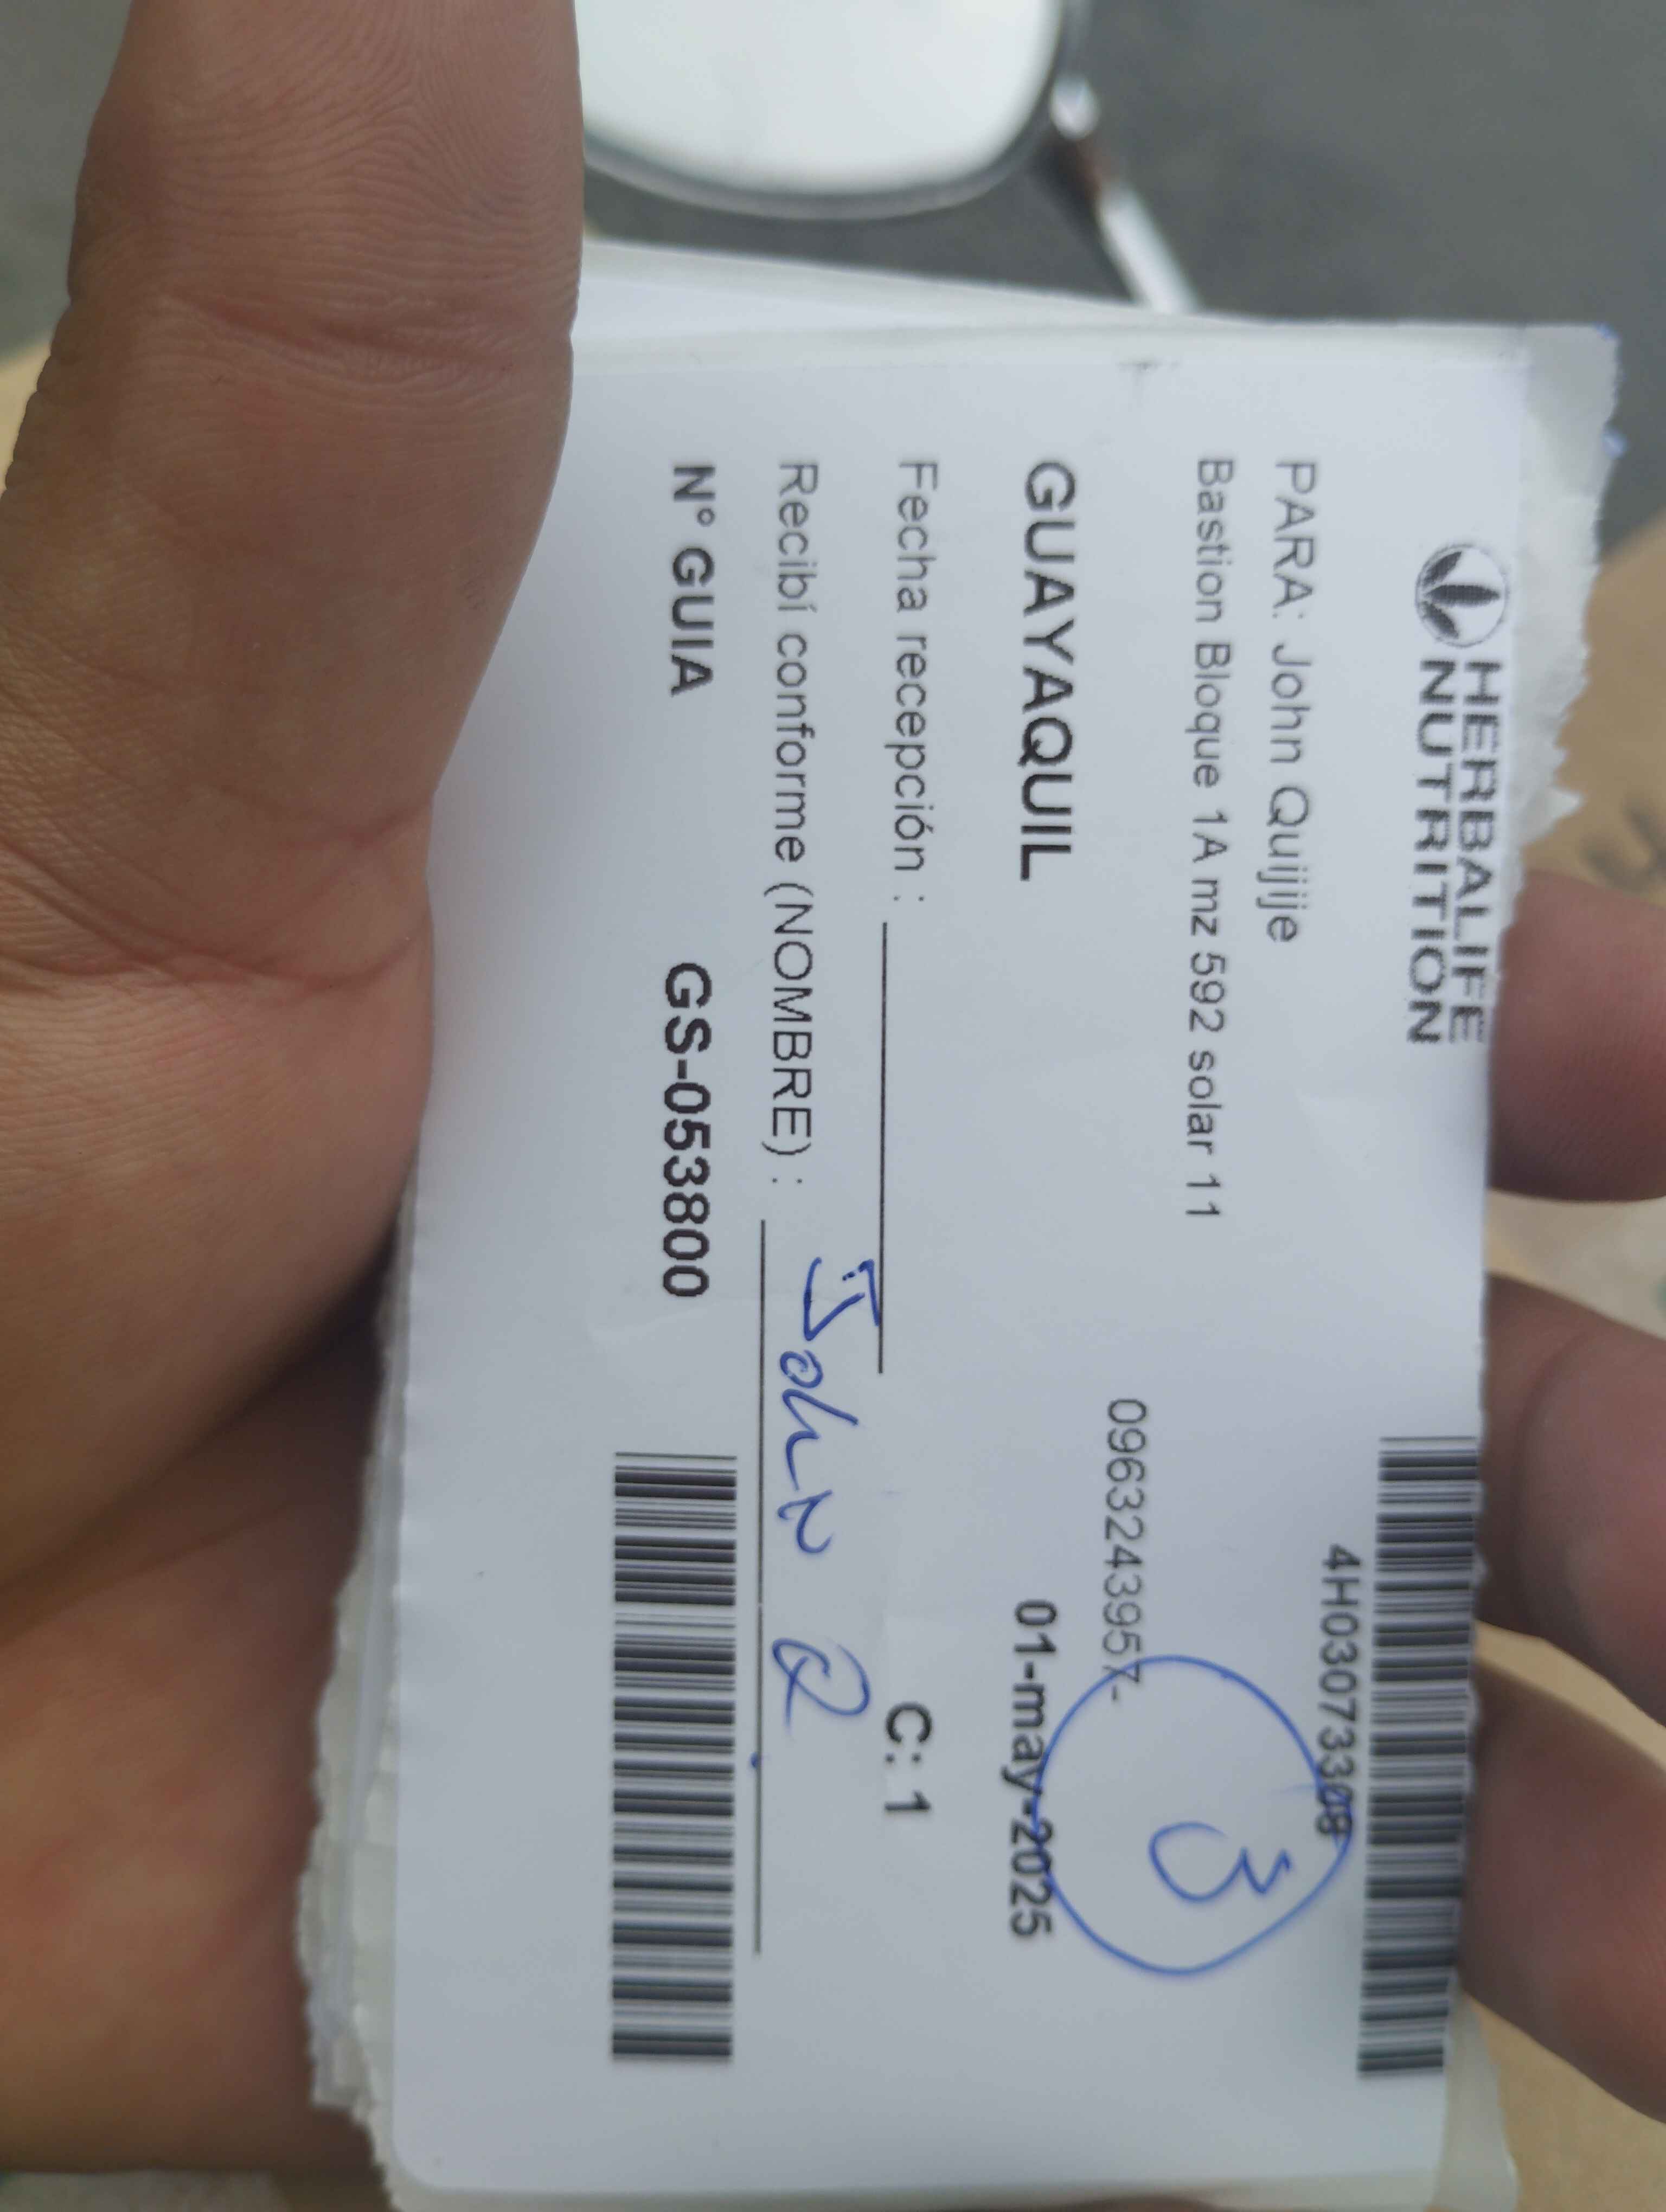 HERBALIFE
NUTRITION
4H03073308
PARA: John Quijije
Bastion Bloque 1A mz 592 solar 11
3
0963243957-
GUAYAQUIL
01-may-2025
Fecha recepción :
C: 1
Recibí conforme (NOMBRE) : John Q
N° GUIA GS-053800